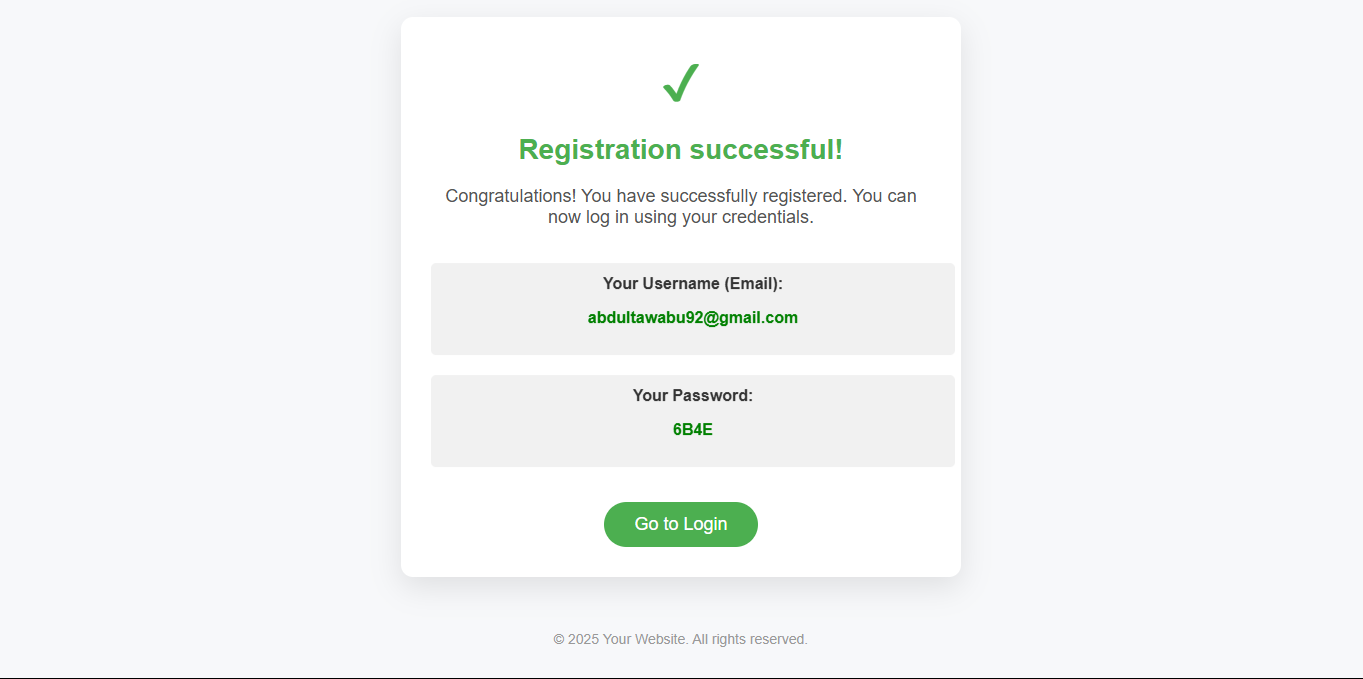 Registration successful!
Congratulations! You have successfully registered. You can
now log in using your credentials.
Your Username (Email):
abdultawabu92@gmail.com
Your Password:
6B4E
Go to Login
© 2025 Your Website. All rights reserved.